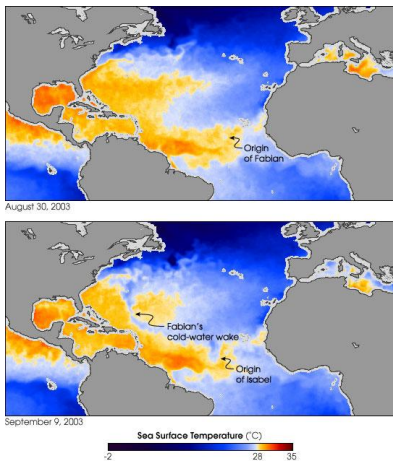 Origin
of Fabian
August 30, 2003
Fabian's
cold-water wake
Origin
of Isabel
September 9, 2003
Sea Surface Temperature (°C)
-2 28 35